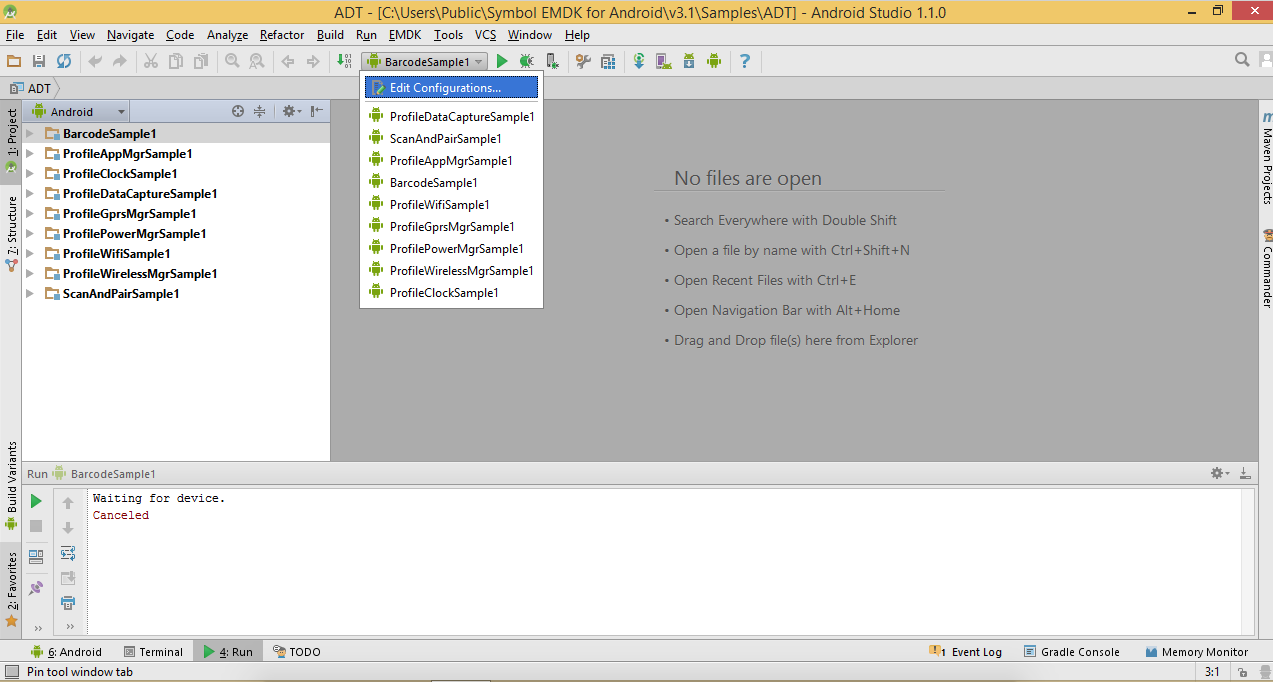 ADT - [C:\Users\Public\Symbol EMDK for Android\v3.1\Samples\ADT] - Android Studio 1.1.0
File Edit View Navigate Code Analyze Refactor Build Run EMDK Tools VCS Window Help
BarcodeSample1
ADT
Edit Configurations...
ProfileDataCaptureSample1
ScanAndPairSample1
ProfileAppMgrSample1
BarcodeSample1
ProfileWifiSample1
ProfileGprsMgrSample1
ProfilePowerMgrSample1
ProfileWirelessMgrSample1
ProfileClockSample1
1: Project
7: Structure
Build Variants
2: Favorites
Android
BarcodeSample1
ProfileAppMgrSample1
ProfileClockSample1
ProfileDataCaptureSample1
ProfileGprsMgrSample1
ProfilePowerMgrSample1
ProfileWifiSample1
ProfileWirelessMgrSample1
ScanAndPairSample1
No files are open
• Search Everywhere with Double Shift
• Open a file by name with Ctrl+Shift+N
• Open Recent Files with Ctrl+E
• Open Navigation Bar with Alt+Home
• Drag and Drop file(s) here from Explorer
Maven Projects
Commander
Run BarcodeSample1
Waiting for device.
Canceled
6: Android Terminal 4: Run TODO 1 Event Log Gradle Console Memory Monitor
Pin tool window tab 3:1